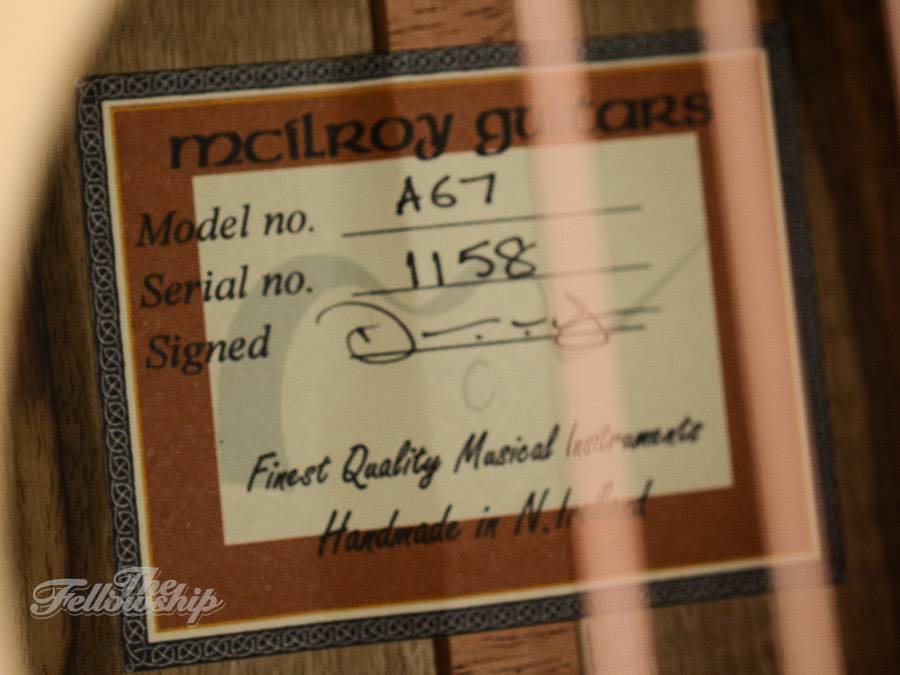 mcilroy guitars
Model no. A67
Serial no. 1158
Signed
C
Finest Quality Musical Instruments
Handmade in N.Ireland
The
Fellowship